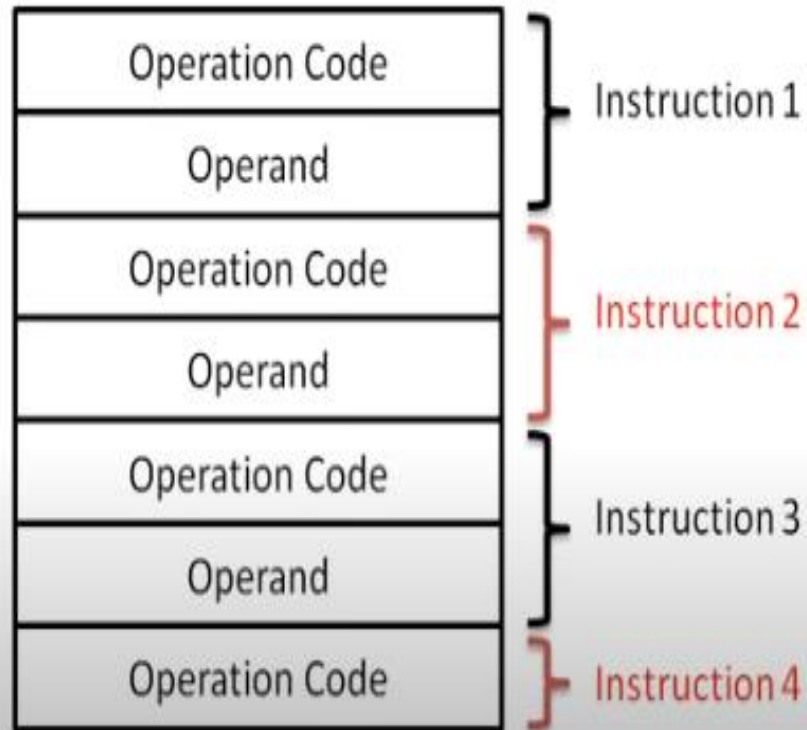 Operation Code
Instruction 1
Operand
Operation Code
Instruction 2
Operand
Operation Code
Instruction 3
Operand
Operation Code
Instruction 4